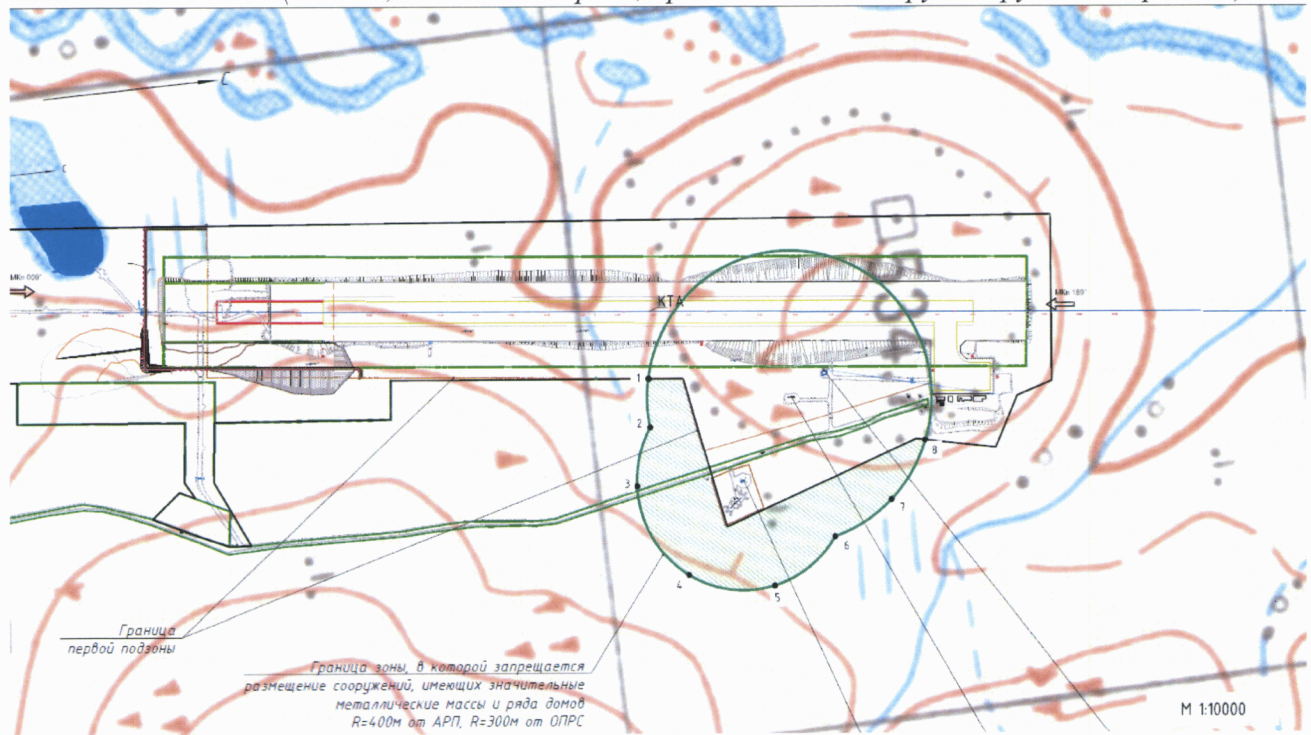 С
С
МКп 009°
КТА
МКп 189°
1
2
3
4
5
6
7
8
Граница
первой подзоны
Граница зоны, в которой запрещается
размещение сооружений, имеющих значительные
металлические массы и ряда домов
R=400м от АРП, R=300м от ОПРС
М 1:10000